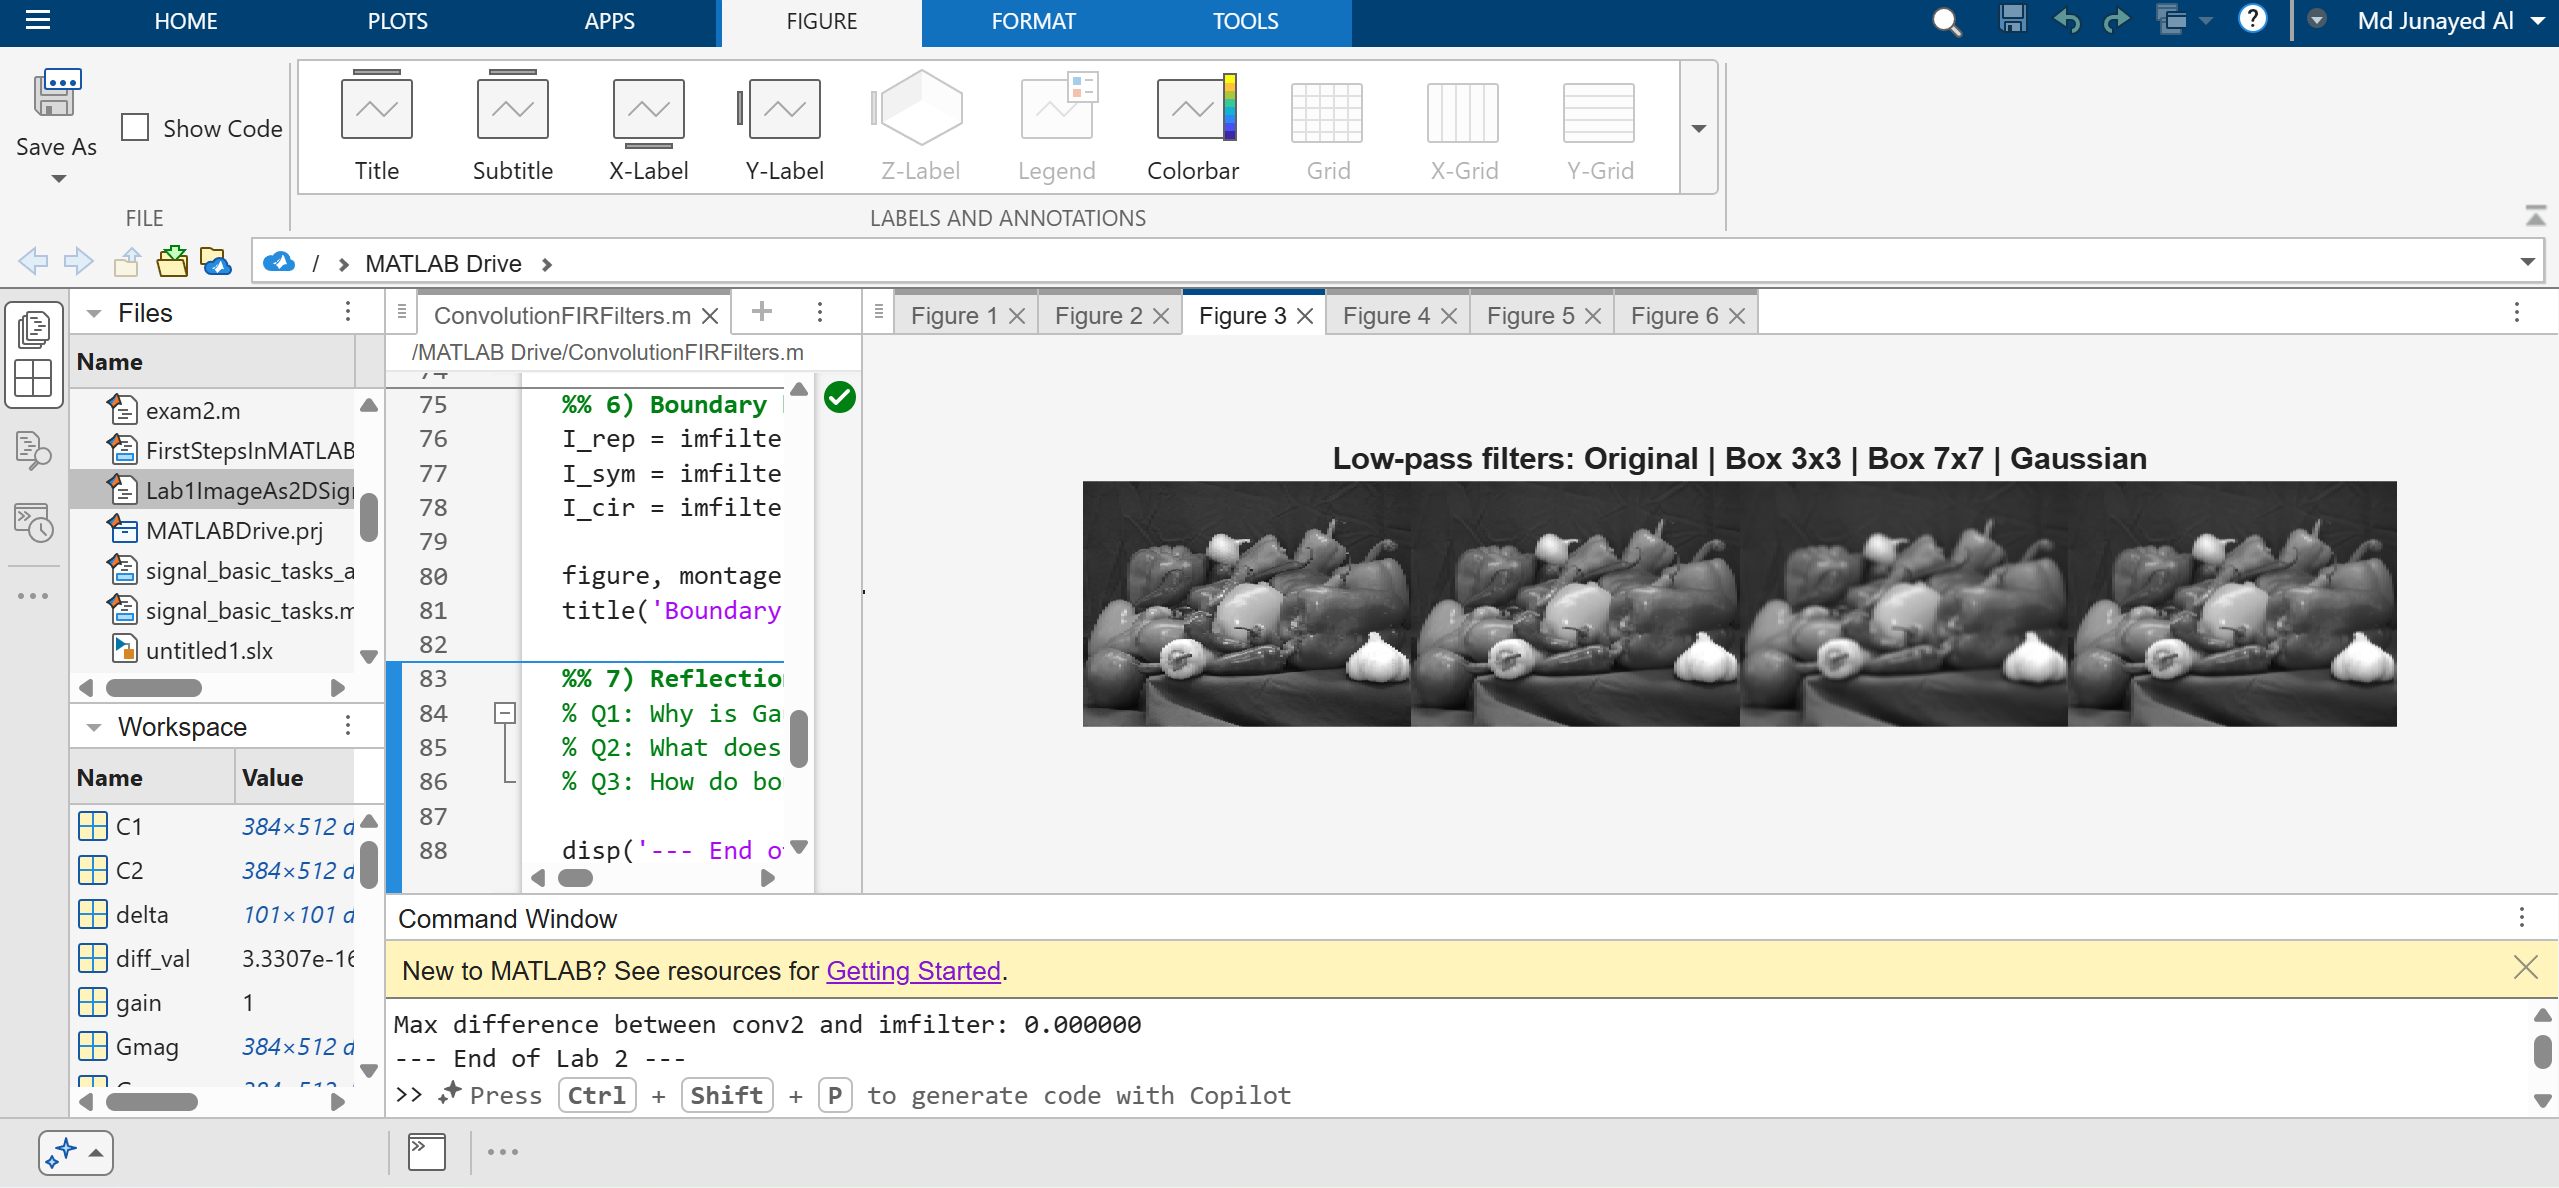 HOME PLOTS APPS FIGURE FORMAT TOOLS Md Junayed Al
Save As
Show Code
Title Subtitle X-Label Y-Label Z-Label Legend Colorbar Grid X-Grid Y-Grid
FILE LABELS AND ANNOTATIONS
/ MATLAB Drive
Files
Name
exam2.m
FirstStepsInMATLAB
Lab1ImageAs2DSig
MATLABDrive.prj
signal_basic_tasks_a
signal_basic_tasks.m
untitled1.slx
Workspace
Name Value
C1 384×512 d
C2 384×512 d
delta 101×101 d
diff_val 3.3307e-16
gain 1
Gmag 384×512 d
ConvolutionFIRFilters.m
/MATLAB Drive/ConvolutionFIRFilters.m
74
75 %% 6) Boundary
76 I_rep = imfilte
77 I_sym = imfilte
78 I_cir = imfilte
79
80 figure, montage
81 title('Boundary
82
83 %% 7) Reflectio
84 % Q1: Why is Ga
85 % Q2: What does
86 % Q3: How do bo
87
88 disp('--- End o
Figure 1 Figure 2 Figure 3 Figure 4 Figure 5 Figure 6
Low-pass filters: Original | Box 3x3 | Box 7x7 | Gaussian
Command Window
New to MATLAB? See resources for Getting Started.
Max difference between conv2 and imfilter: 0.000000
--- End of Lab 2 ---
>> Press Ctrl + Shift + P to generate code with Copilot